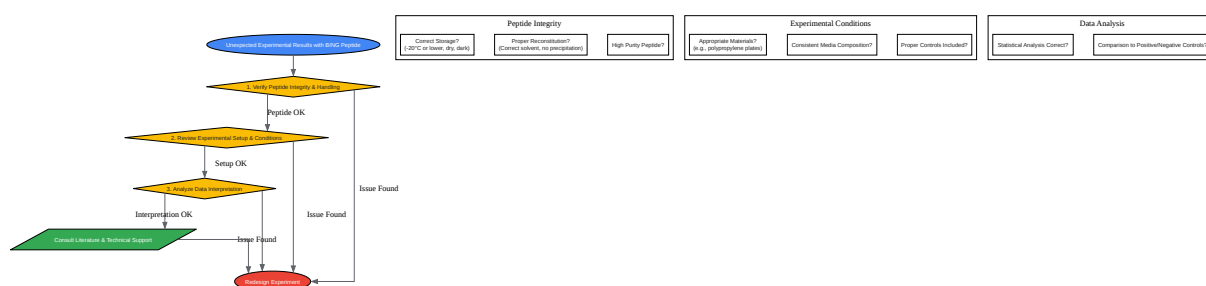 Unexpected Experimental Results with BING Peptide
1. Verify Peptide Integrity & Handling
Peptide OK
2. Review Experimental Setup & Conditions
Setup OK
3. Analyze Data Interpretation
Issue Found
Interpretation OK
Issue Found
Consult Literature & Technical Support
Issue Found
Redesign Experiment
Peptide Integrity
Correct Storage?
(-20°C or lower, dry, dark)
Proper Reconstitution?
(Correct solvent, no precipitation)
High Purity Peptide?
Experimental Conditions
Appropriate Materials?
(e.g., polypropylene plates)
Consistent Media Composition?
Proper Controls Included?
Data Analysis
Statistical Analysis Correct?
Comparison to Positive/Negative Controls?